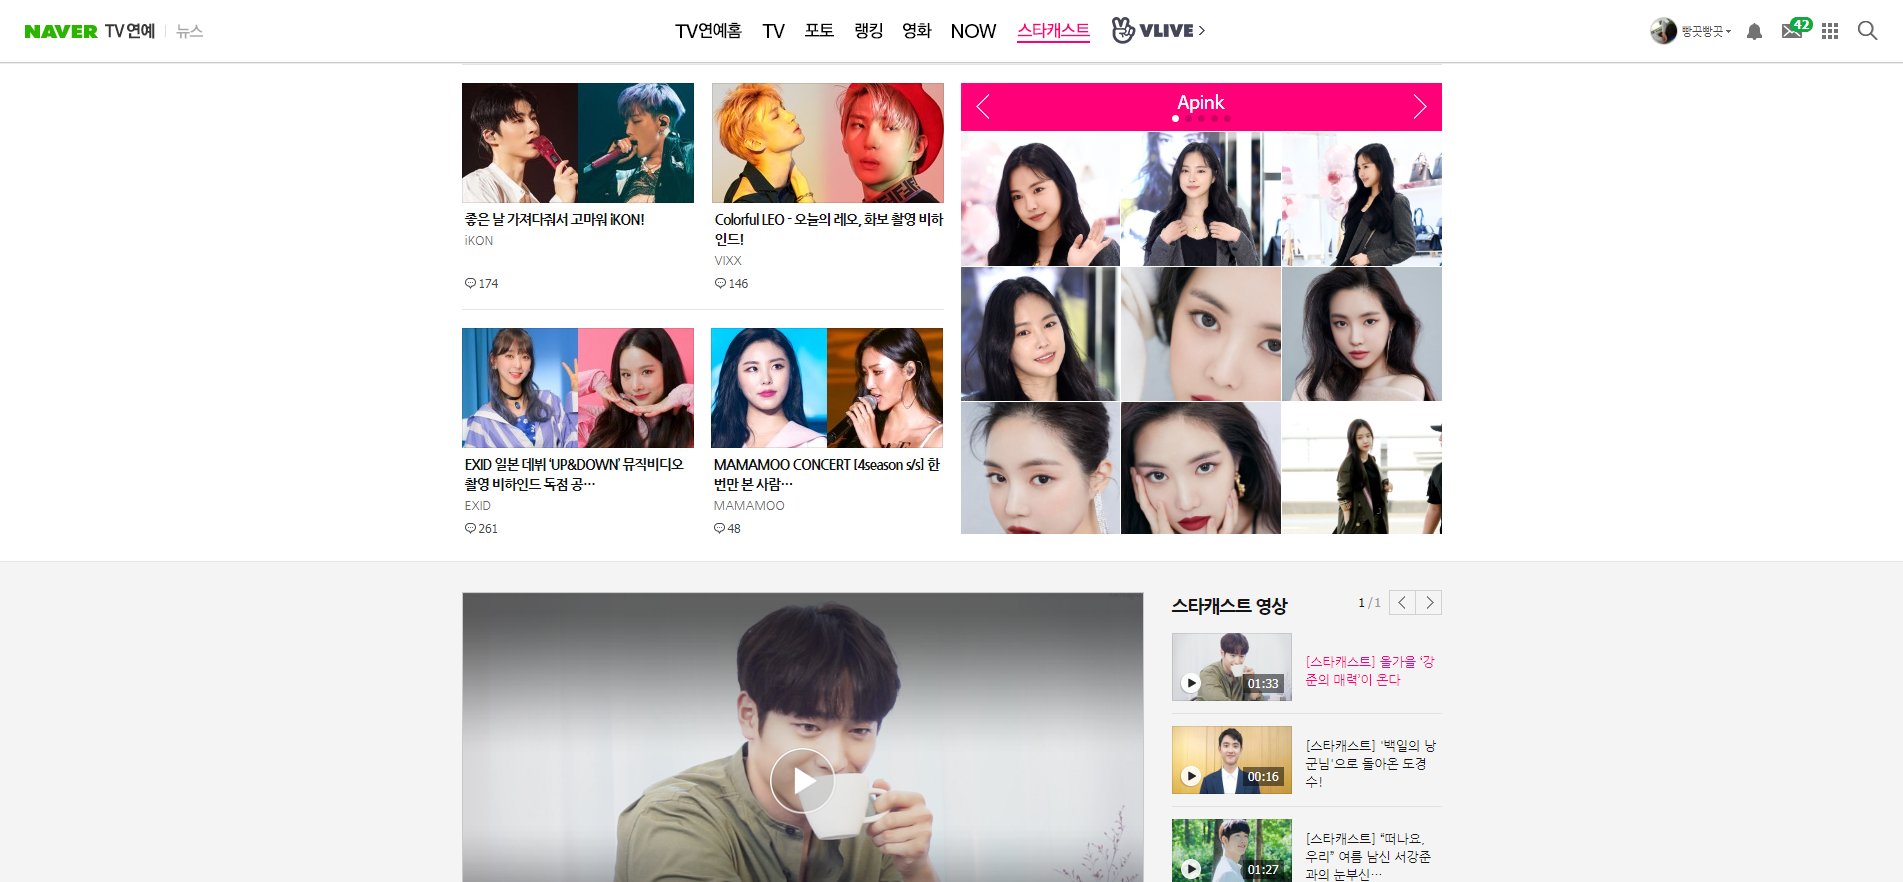 NAVER TV연예 뉴스
TV연예홈 TV 포토 랭킹 영화 NOW 스타캐스트 VLIVE
빵끗빵끗
42
좋은 날 가져다줘서 고마워 iKON!
iKON
174
Colorful LEO - 오늘의 레오, 화보 촬영 비하
인드!
VIXX
146
Apink
EXID 일본 데뷔 ‘UP&DOWN’ 뮤직비디오
촬영 비하인드 독점 공…
EXID
261
MAMAMOO CONCERT [4season s/s] 한
번만 본 사람…
MAMAMOO
48
스타캐스트 영상
1 / 1
01:33
[스타캐스트] 올가을 ‘강
준의 매력’이 온다
00:16
[스타캐스트] '백일의 낭
군님'으로 돌아온 도경
수!
01:27
[스타캐스트] “떠나요,
우리” 여름 남신 서강준
과의 눈부신…